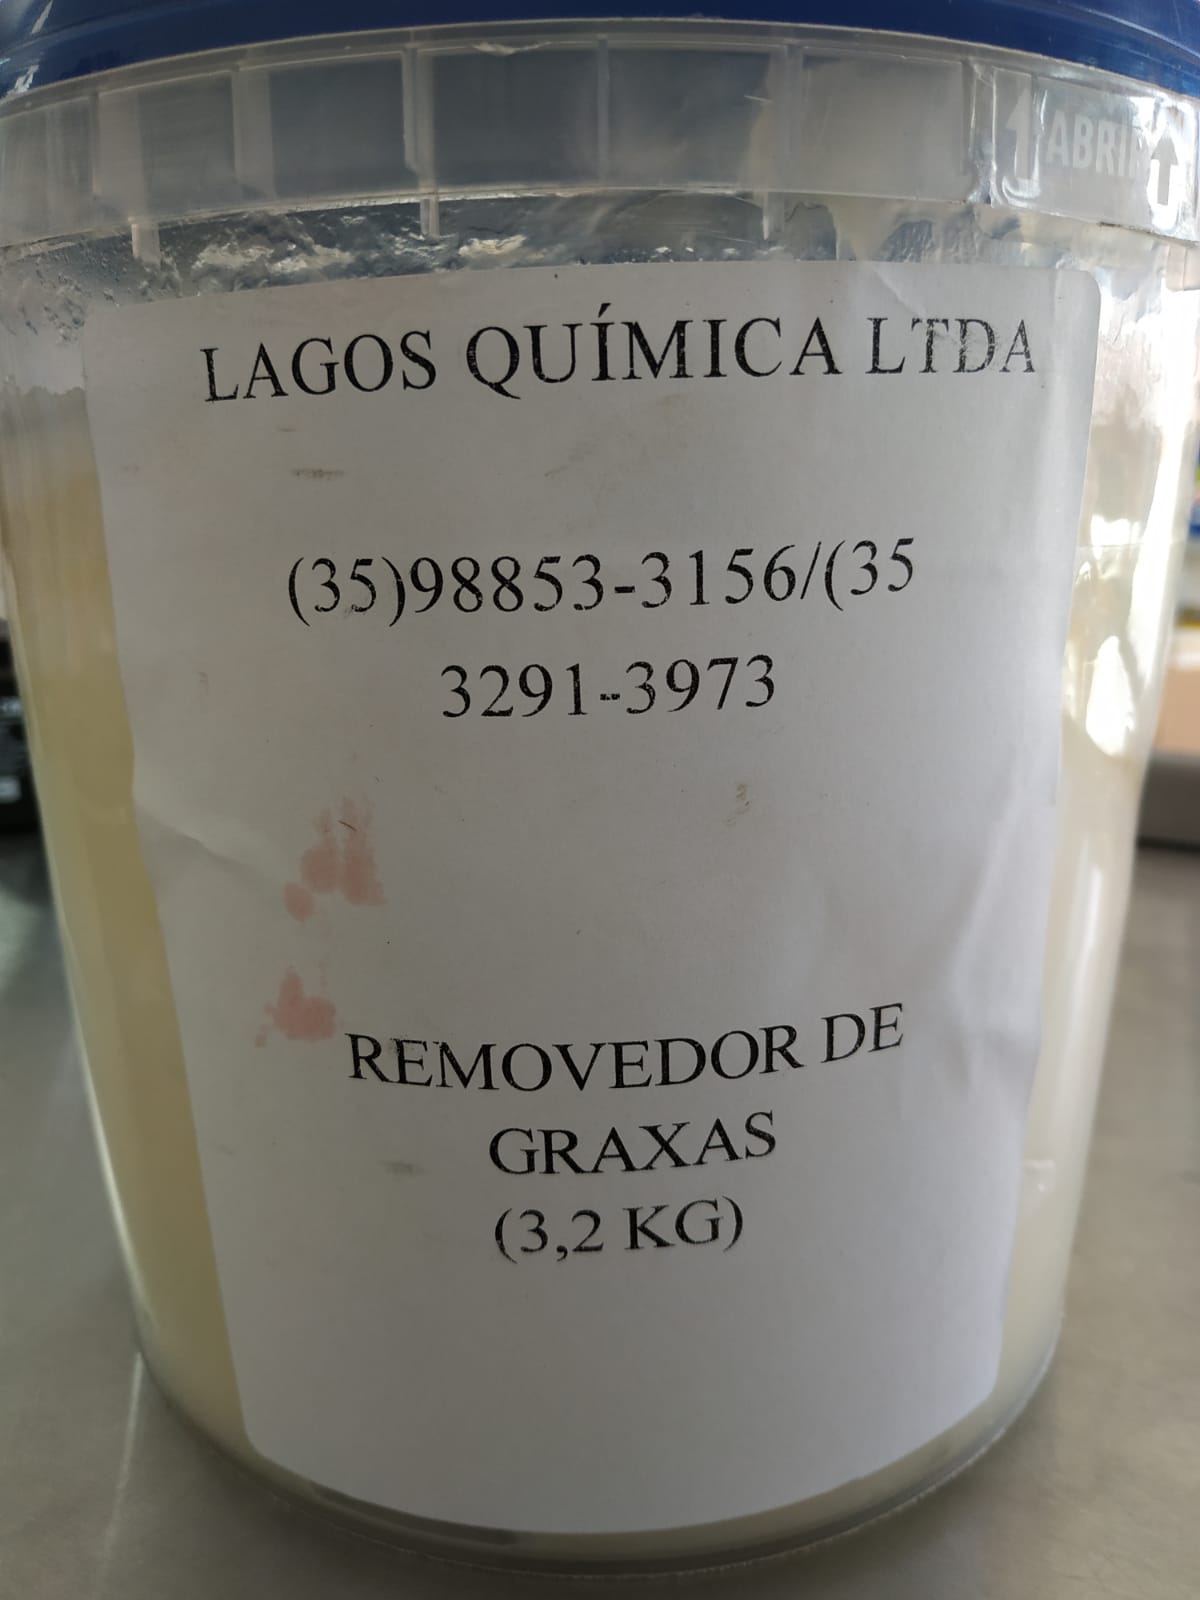 ABRIR
LAGOS QUÍMICA LTDA
(35)98853-3156/(35
3291-3973
REMOVEDOR DE
GRAXAS
(3,2 KG)